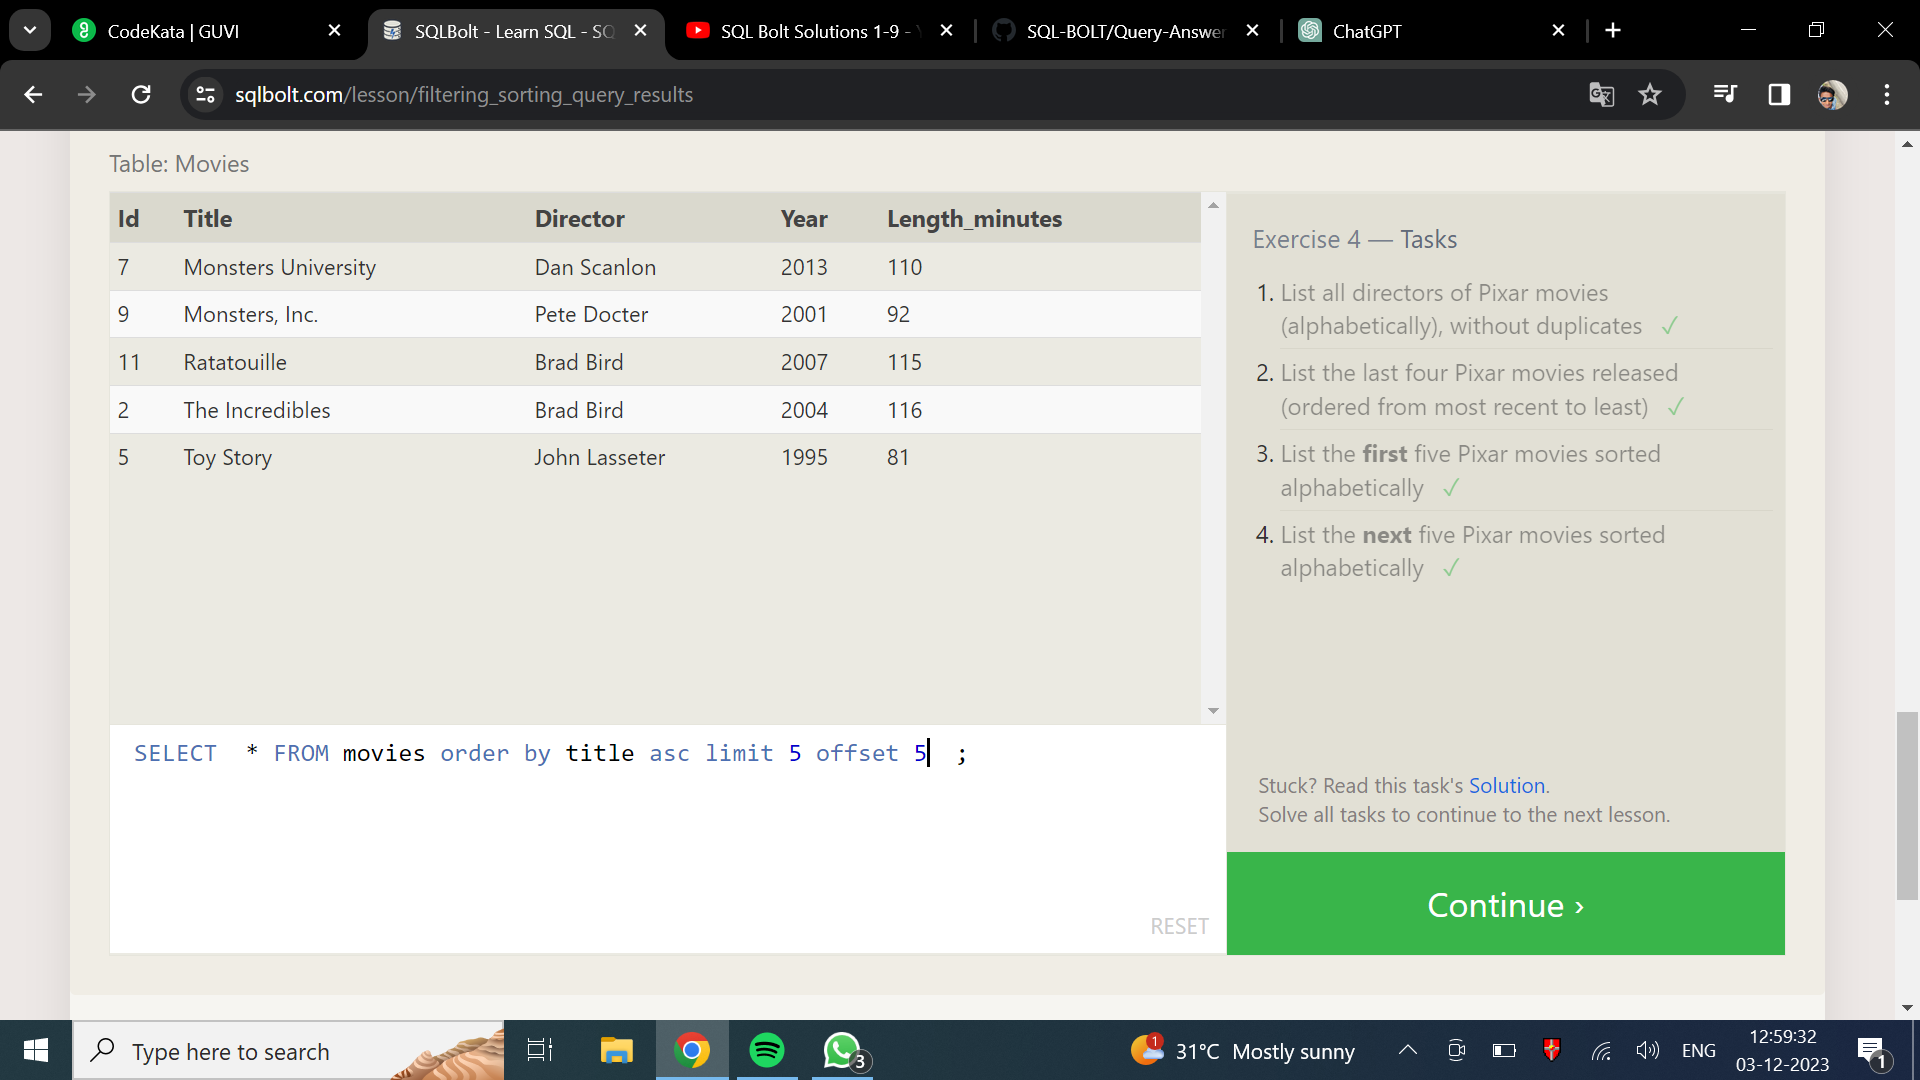 CodeKata | GUVI
SQLBolt - Learn SQL - SQ
SQL Bolt Solutions 1-9 -
SQL-BOLT/Query-Answer
ChatGPT
sqlbolt.com/lesson/filtering_sorting_query_results
Table: Movies
Id Title Director Year Length_minutes
7 Monsters University Dan Scanlon 2013 110
9 Monsters, Inc. Pete Docter 2001 92
11 Ratatouille Brad Bird 2007 115
2 The Incredibles Brad Bird 2004 116
5 Toy Story John Lasseter 1995 81
SELECT * FROM movies order by title asc limit 5 offset 5 ;
RESET
Exercise 4 — Tasks
1. List all directors of Pixar movies
(alphabetically), without duplicates ✓
2. List the last four Pixar movies released
(ordered from most recent to least) ✓
3. List the first five Pixar movies sorted
alphabetically ✓
4. List the next five Pixar movies sorted
alphabetically ✓
Stuck? Read this task's Solution.
Solve all tasks to continue to the next lesson.
Continue ›
Type here to search
3
1
31°C Mostly sunny
ENG
12:59:32
03-12-2023
1